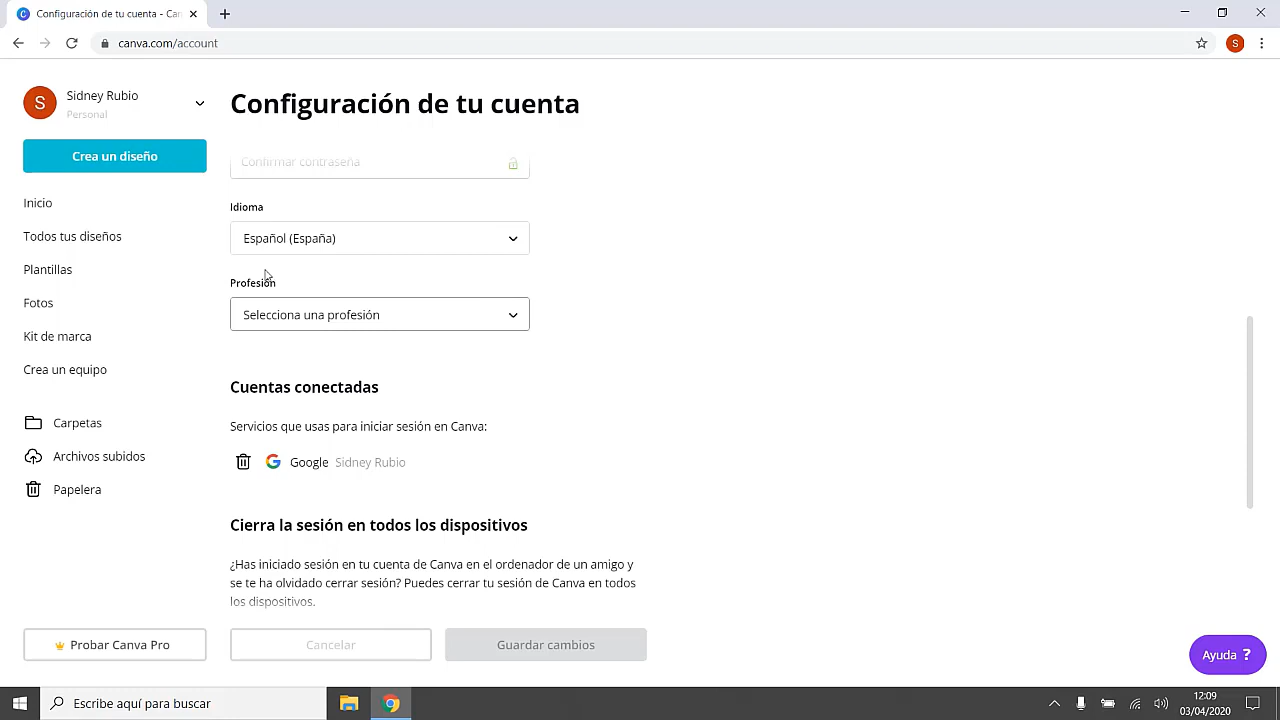 Configuración de tu cuenta - Can
canva.com/account
S
S
Sidney Rubio
Personal
Crea un diseño
Inicio
Todos tus diseños
Plantillas
Fotos
Kit de marca
Crea un equipo
Carpetas
Archivos subidos
Papelera
Probar Canva Pro
Configuración de tu cuenta
Confirmar contraseña
Idioma
Español (España)
Profesión
Selecciona una profesión
Cuentas conectadas
Servicios que usas para iniciar sesión en Canva:
Google Sidney Rubio
Cierra la sesión en todos los dispositivos
¿Has iniciado sesión en tu cuenta de Canva en el ordenador de un amigo y
se te ha olvidado cerrar sesión? Puedes cerrar tu sesión de Canva en todos
los dispositivos.
Cancelar
Guardar cambios
Ayuda ?
Escribe aquí para buscar
12:09
03/04/2020